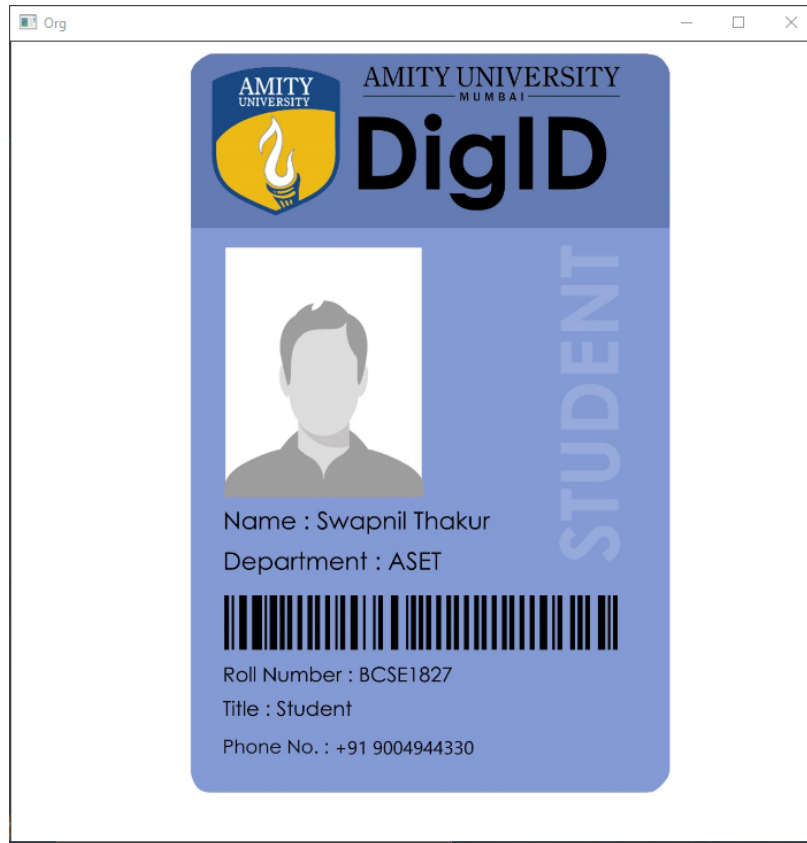 Org
AMITY
UNIVERSITY
AMITY UNIVERSITY
MUMBAI
DigID
STUDENT
Name : Swapnil Thakur
Department : ASET
Roll Number : BCSE1827
Title : Student
Phone No. : +91 9004944330